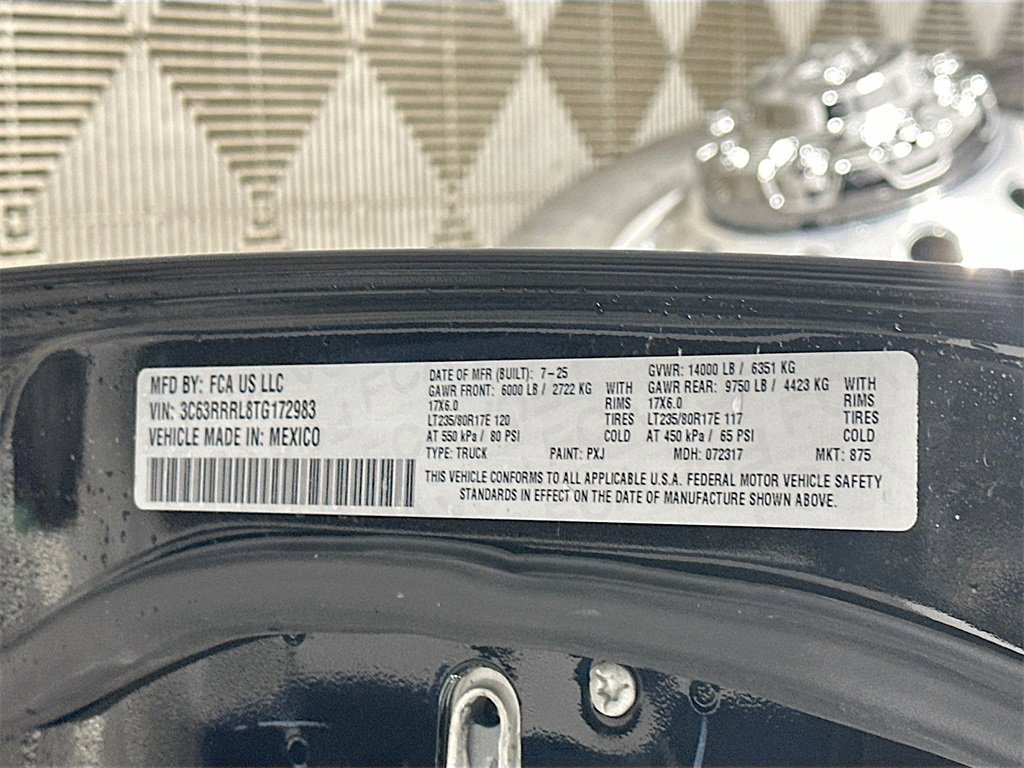 MFD BY: FCA US LLC
VIN: 3C63RRRL8TG172983
VEHICLE MADE IN: MEXICO
DATE OF MFR (BUILT): 7-25
GAWR FRONT: 6000 LB / 2722 KG WITH
17X6.0 RIMS
LT235/80R17E 120 TIRES
AT 550 kPa / 80 PSI COLD
GVWR: 14000 LB / 6351 KG
GAWR REAR: 9750 LB / 4423 KG WITH
17X6.0 RIMS
LT235/80R17E 117 TIRES
AT 450 kPa / 65 PSI COLD
TYPE: TRUCK PAINT: PXJ MDH: 072317 MKT: 875
THIS VEHICLE CONFORMS TO ALL APPLICABLE U.S.A. FEDERAL MOTOR VEHICLE SAFETY
STANDARDS IN EFFECT ON THE DATE OF MANUFACTURE SHOWN ABOVE.